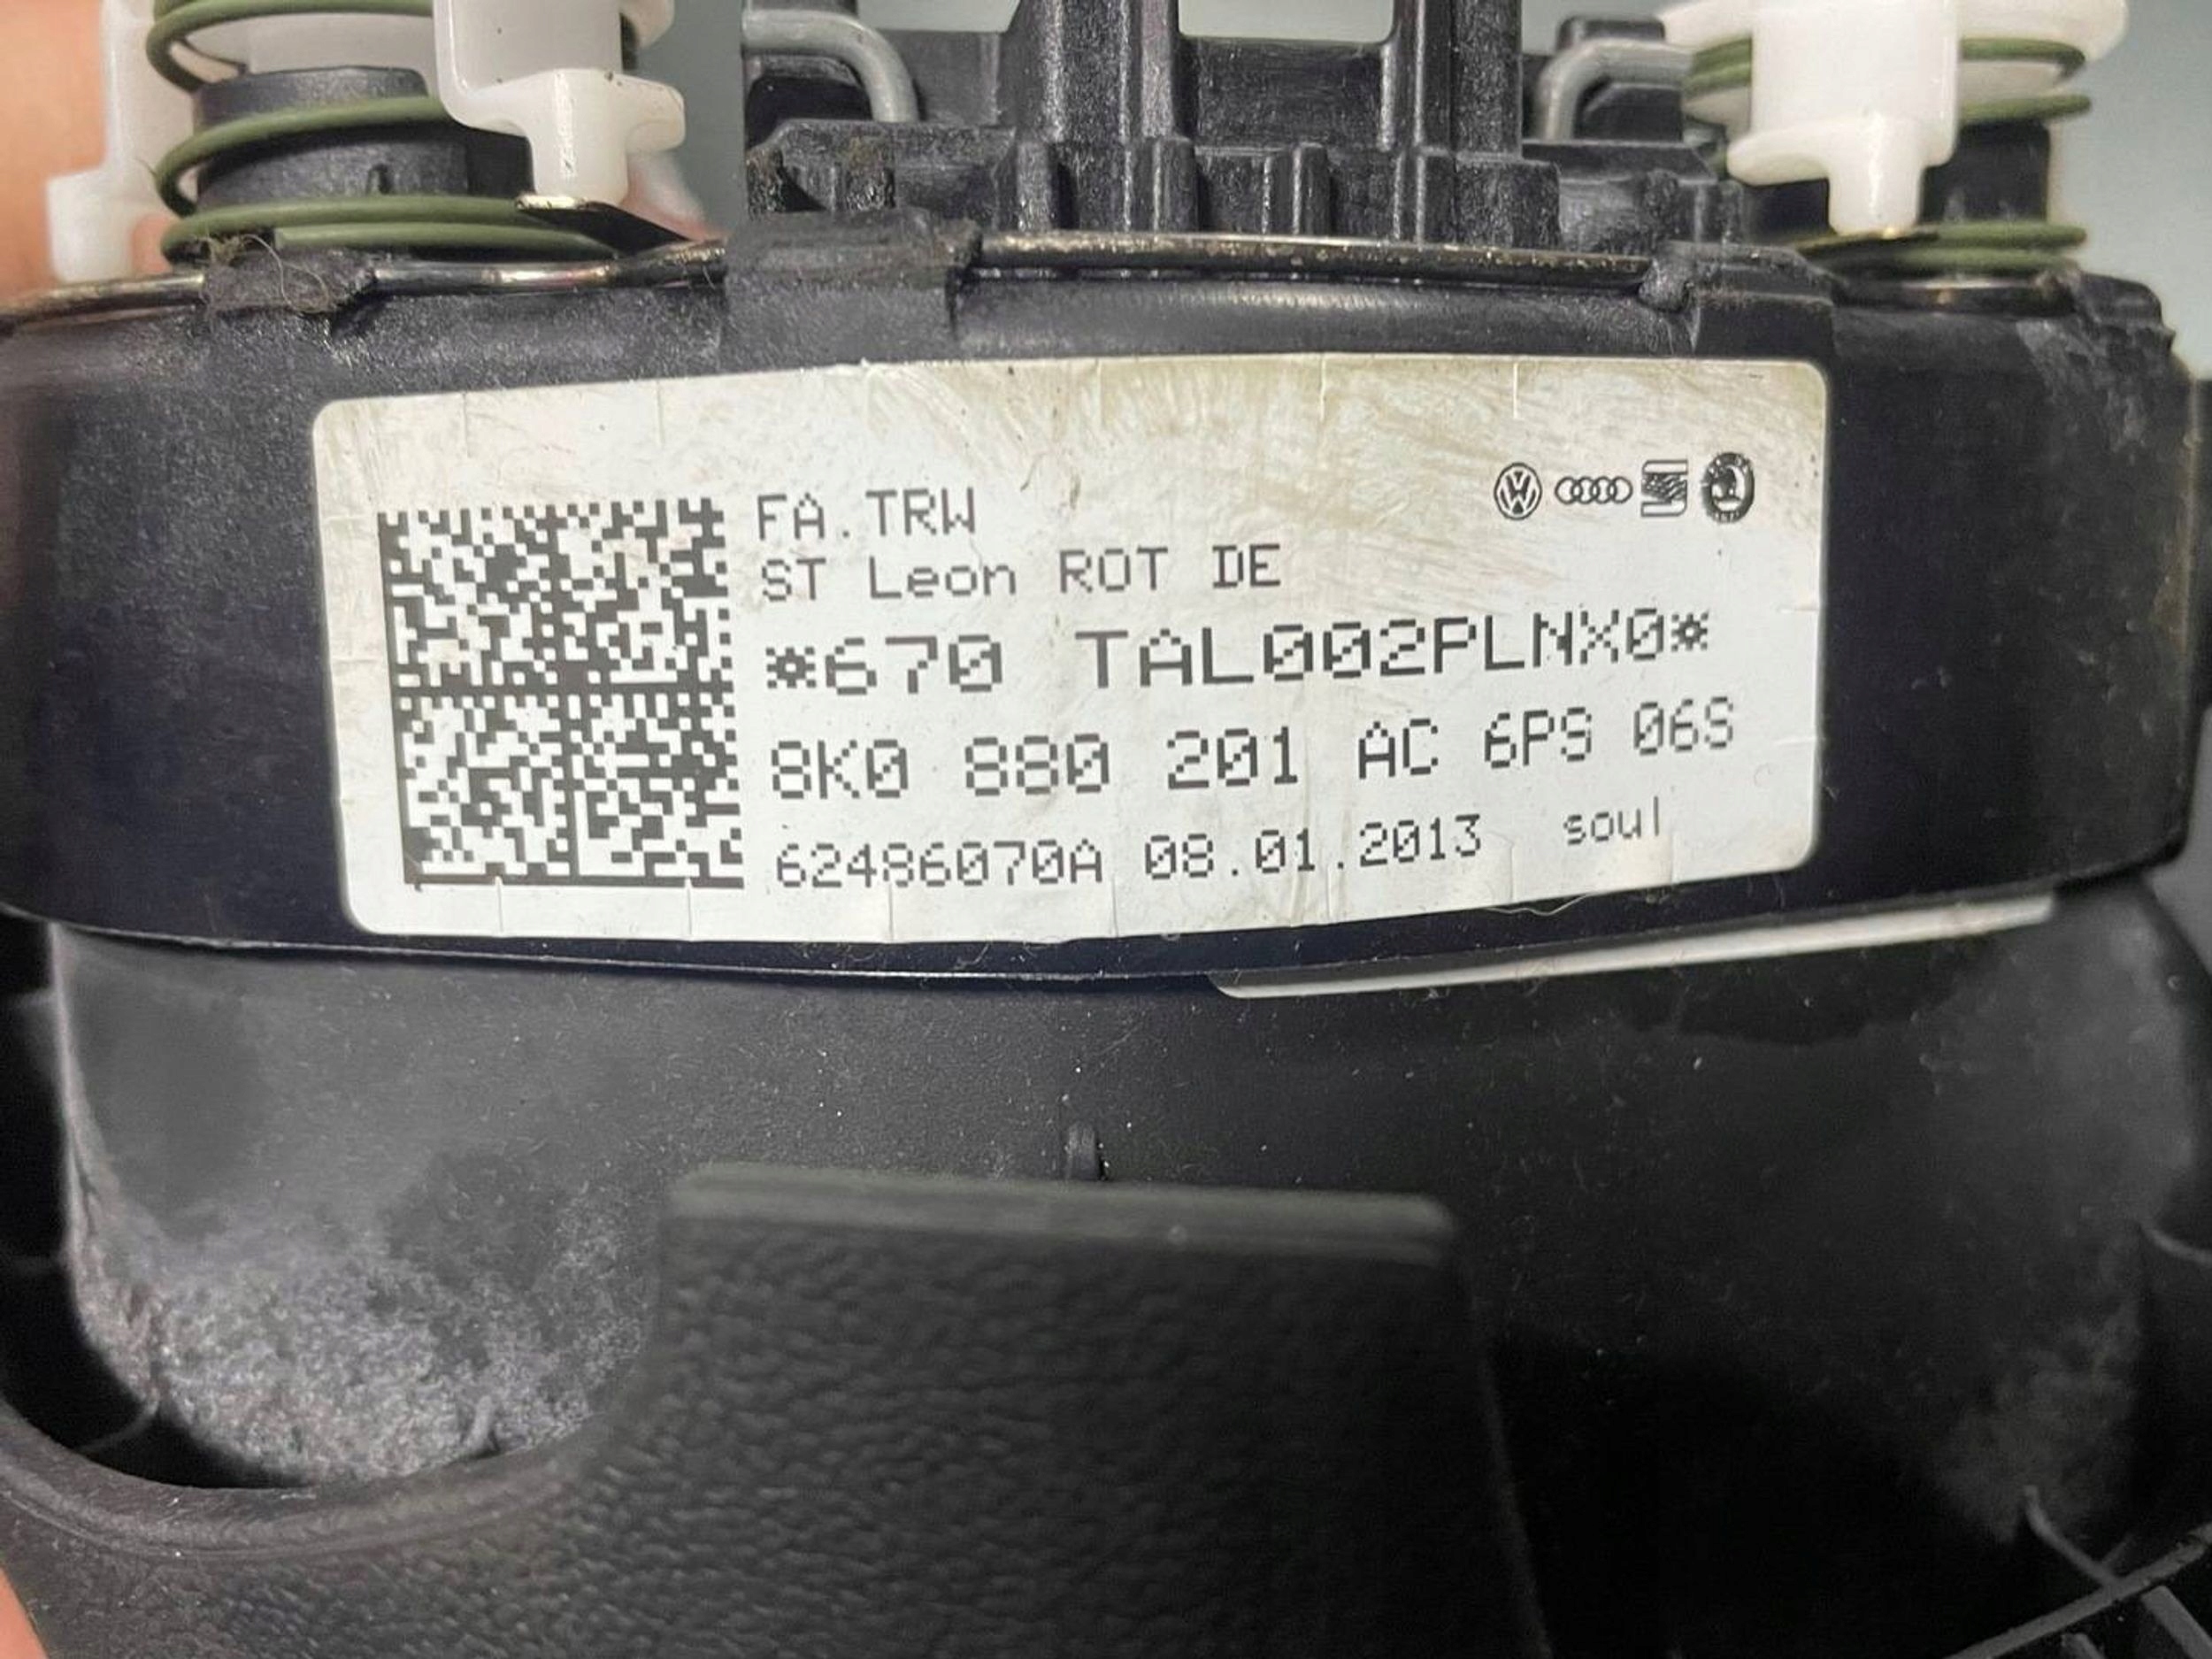 FA.TRW
ST Leon ROT DE
*670 TAL002PLNX0*
8K0 880 201 AC 6PS 06S
62486070A 08.01.2013 soul